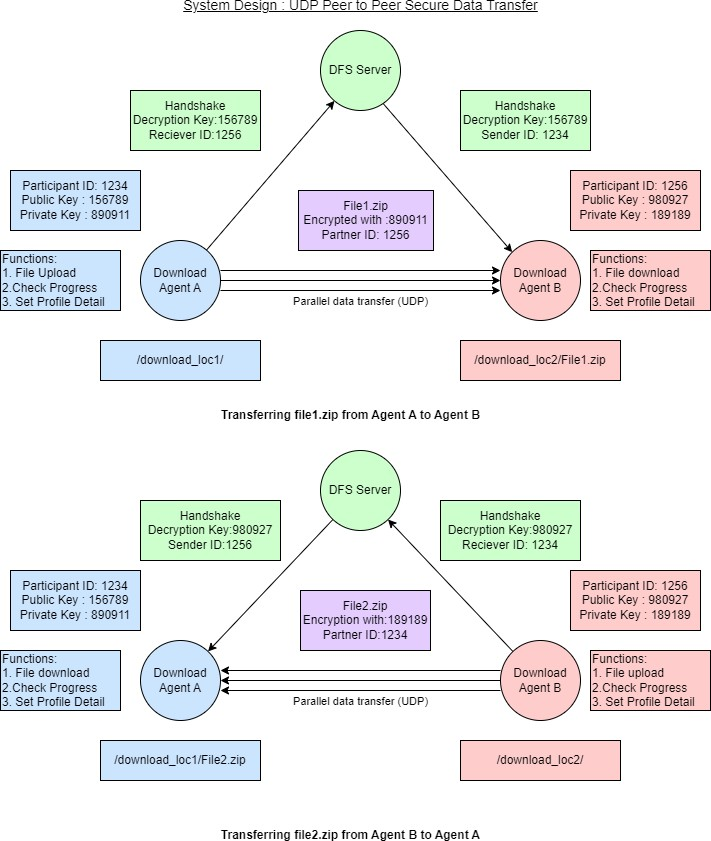 System Design : UDP Peer to Peer Secure Data Transfer
DFS Server
Handshake
Decryption Key:156789
Reciever ID:1256
Handshake
Decryption Key:156789
Sender ID: 1234
Participant ID: 1234
Public Key : 156789
Private Key : 890911
File1.zip
Encrypted with :890911
Partner ID: 1256
Participant ID: 1256
Public Key : 980927
Private Key : 189189
Functions:
1. File Upload
2.Check Progress
3. Set Profile Detail
Download
Agent A
Parallel data transfer (UDP)
Download
Agent B
Functions:
1. File download
2.Check Progress
3. Set Profile Detail
/download_loc1/
/download_loc2/File1.zip
Transferring file1.zip from Agent A to Agent B
DFS Server
Handshake
Decryption Key:980927
Sender ID:1256
Handshake
Decryption Key:980927
Reciever ID: 1234
Participant ID: 1234
Public Key : 156789
Private Key : 890911
File2.zip
Encryption with:189189
Partner ID:1234
Participant ID: 1256
Public Key : 980927
Private Key : 189189
Functions:
1. File download
2.Check Progress
3. Set Profile Detail
Download
Agent A
Parallel data transfer (UDP)
Download
Agent B
Functions:
1. File upload
2.Check Progress
3. Set Profile Detail
/download_loc1/File2.zip
/download_loc2/
Transferring file2.zip from Agent B to Agent A